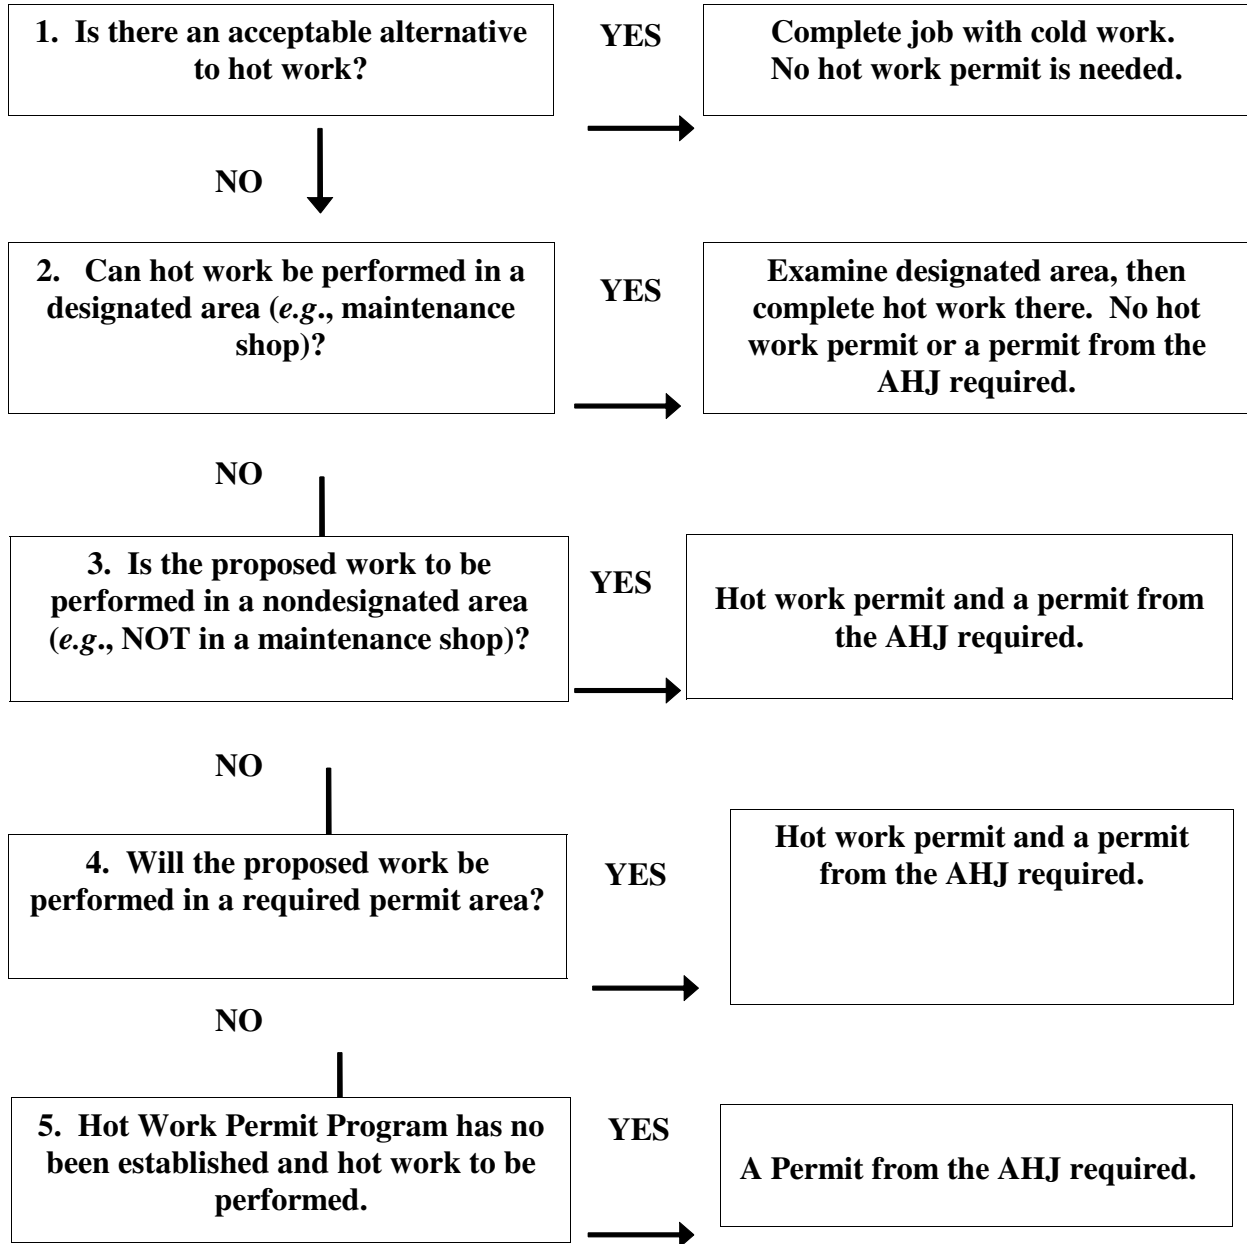 1. Is there an acceptable alternative
to hot work?
YES
Complete job with cold work.
No hot work permit is needed.
NO
2. Can hot work be performed in a
designated area (e.g., maintenance
shop)?
YES
Examine designated area, then
complete hot work there. No hot
work permit or a permit from the
AHJ required.
NO
3. Is the proposed work to be
performed in a nondesignated area
(e.g., NOT in a maintenance shop)?
YES
Hot work permit and a permit from
the AHJ required.
NO
4. Will the proposed work be
performed in a required permit area?
YES
Hot work permit and a permit
from the AHJ required.
NO
5. Hot Work Permit Program has no
been established and hot work to be
performed.
YES
A Permit from the AHJ required.